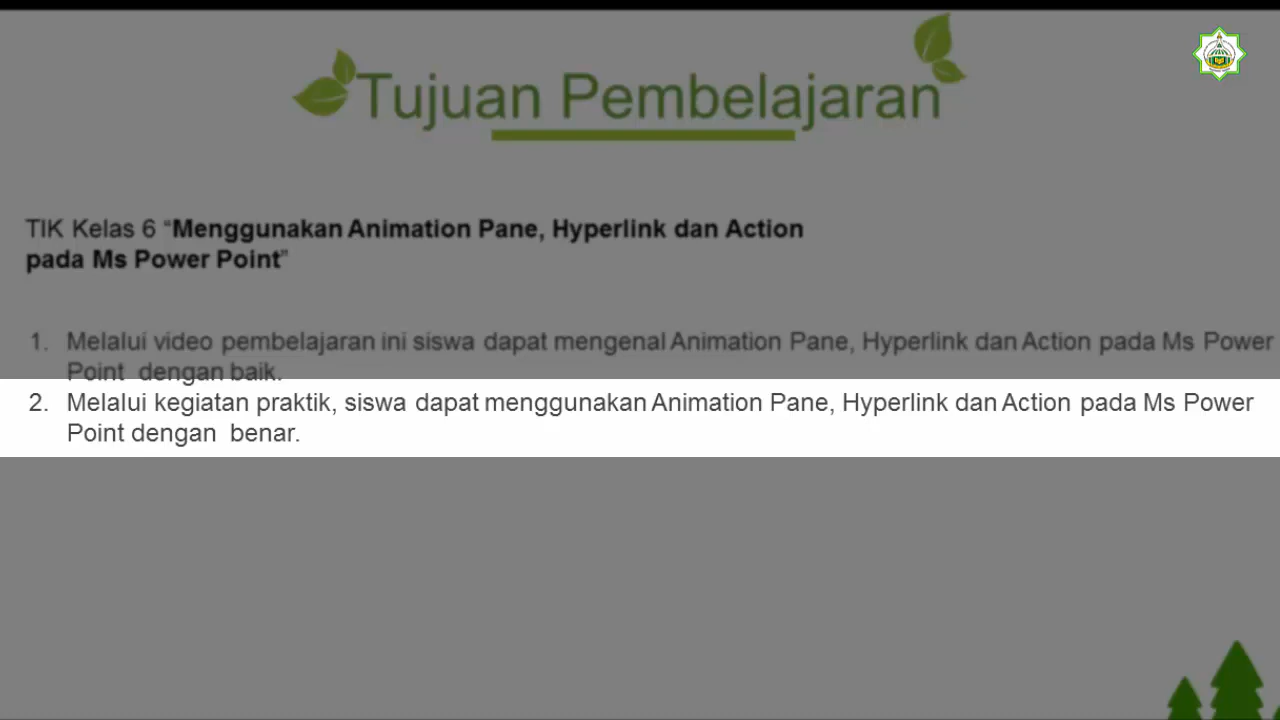 Tujuan Pembelajaran
TIK Kelas 6 “Menggunakan Animation Pane, Hyperlink dan Action
pada Ms Power Point”
1. Melalui video pembelajaran ini siswa dapat mengenal Animation Pane, Hyperlink dan Action pada Ms Power
Point dengan baik.
2. Melalui kegiatan praktik, siswa dapat menggunakan Animation Pane, Hyperlink dan Action pada Ms Power
Point dengan benar.